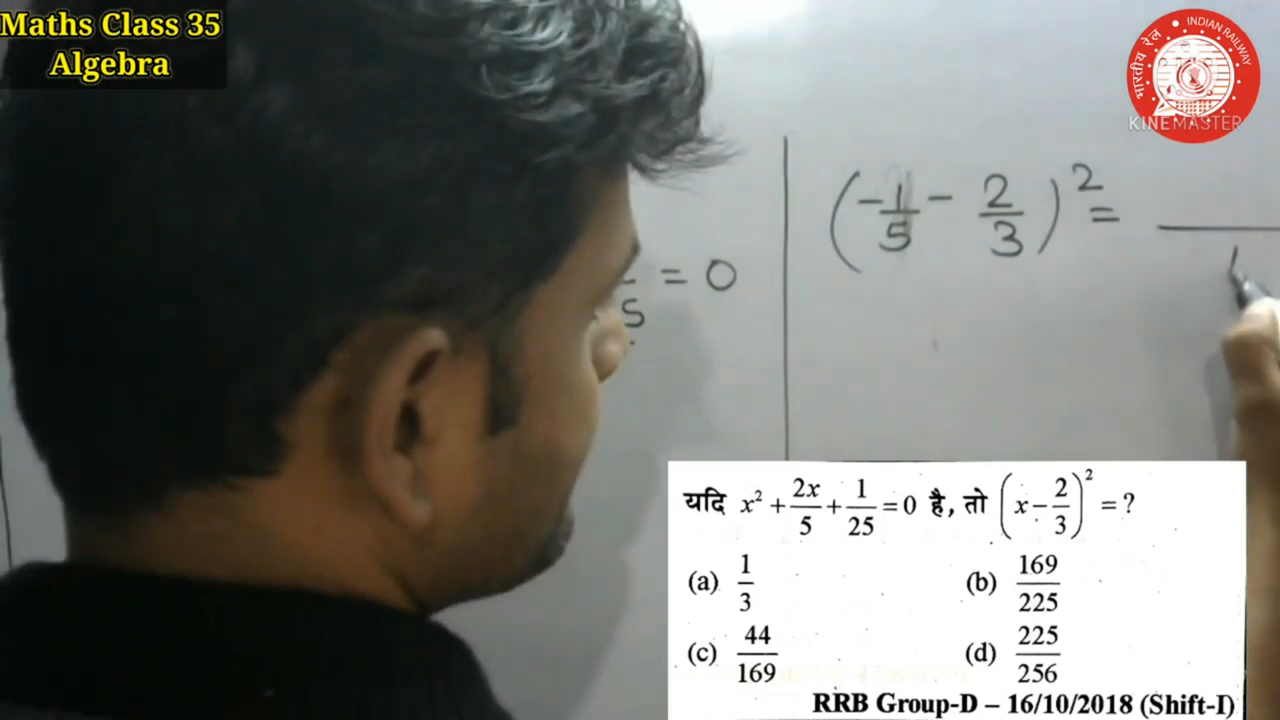 Maths Class 35
Algebra
भारतीय रेल
INDIAN RAILWAY
KINEMASTER
(-1/5 - 2/3)² =
5 = 0
यदि x² + 2x/5 + 1/25 = 0 है, तो (x - 2/3)² = ?
(a) 1/3 (b) 169/225
(c) 44/169 (d) 225/256
RRB Group-D – 16/10/2018 (Shift-I)